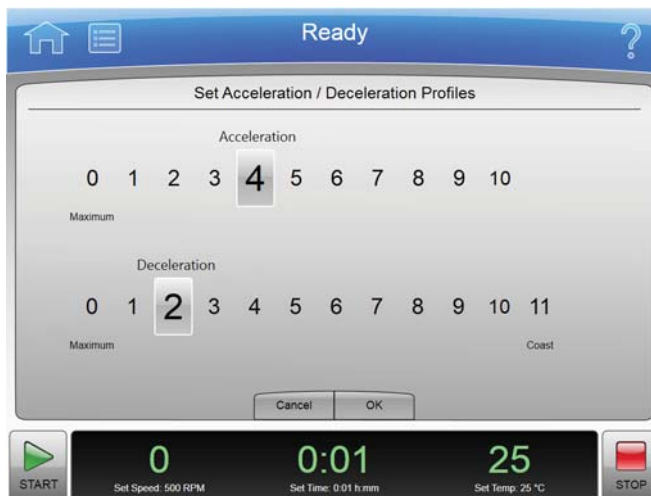 Ready
Set Acceleration / Deceleration Profiles
Acceleration
0 1 2 3 4 5 6 7 8 9 10
Maximum
Deceleration
0 1 2 3 4 5 6 7 8 9 10 11
Maximum Coast
Cancel OK
0 0:01 25
START Set Speed: 500 RPM Set Time: 0:01 h:mm Set Temp: 25 °C STOP